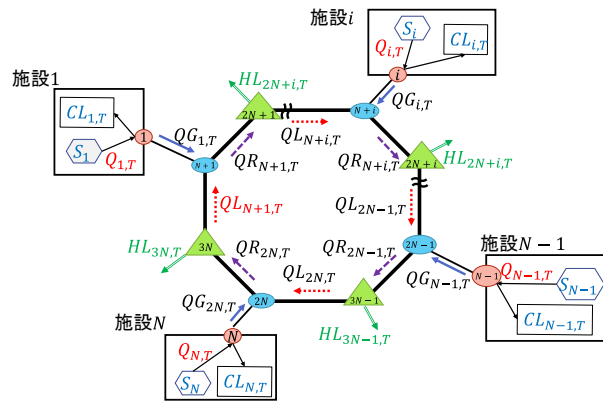 施設i
S_i
Q_{i,T}
CL_{i,T}
i
施設1
CL_{1,T}
S_1
Q_{1,T}
1
QG_{1,T}
N+1
HL_{2N+i,T}
2N+1
QR_{N+1,T}
QL_{N+i,T}
N+i
QG_{i,T}
QR_{N+i,T}
2N+i
HL_{2N+i,T}
QL_{N+1,T}
QL_{2N-1,T}
HL_{3N,T}
3N
QR_{2N,T}
QL_{2N,T}
QG_{2N,T}
2N
QR_{2N-1,T}
2N-1
QG_{N-1,T}
3N-1
HL_{3N-1,T}
施設N-1
N-1
Q_{N-1,T}
S_{N-1}
CL_{N-1,T}
施設N
N
Q_{N,T}
S_N
CL_{N,T}